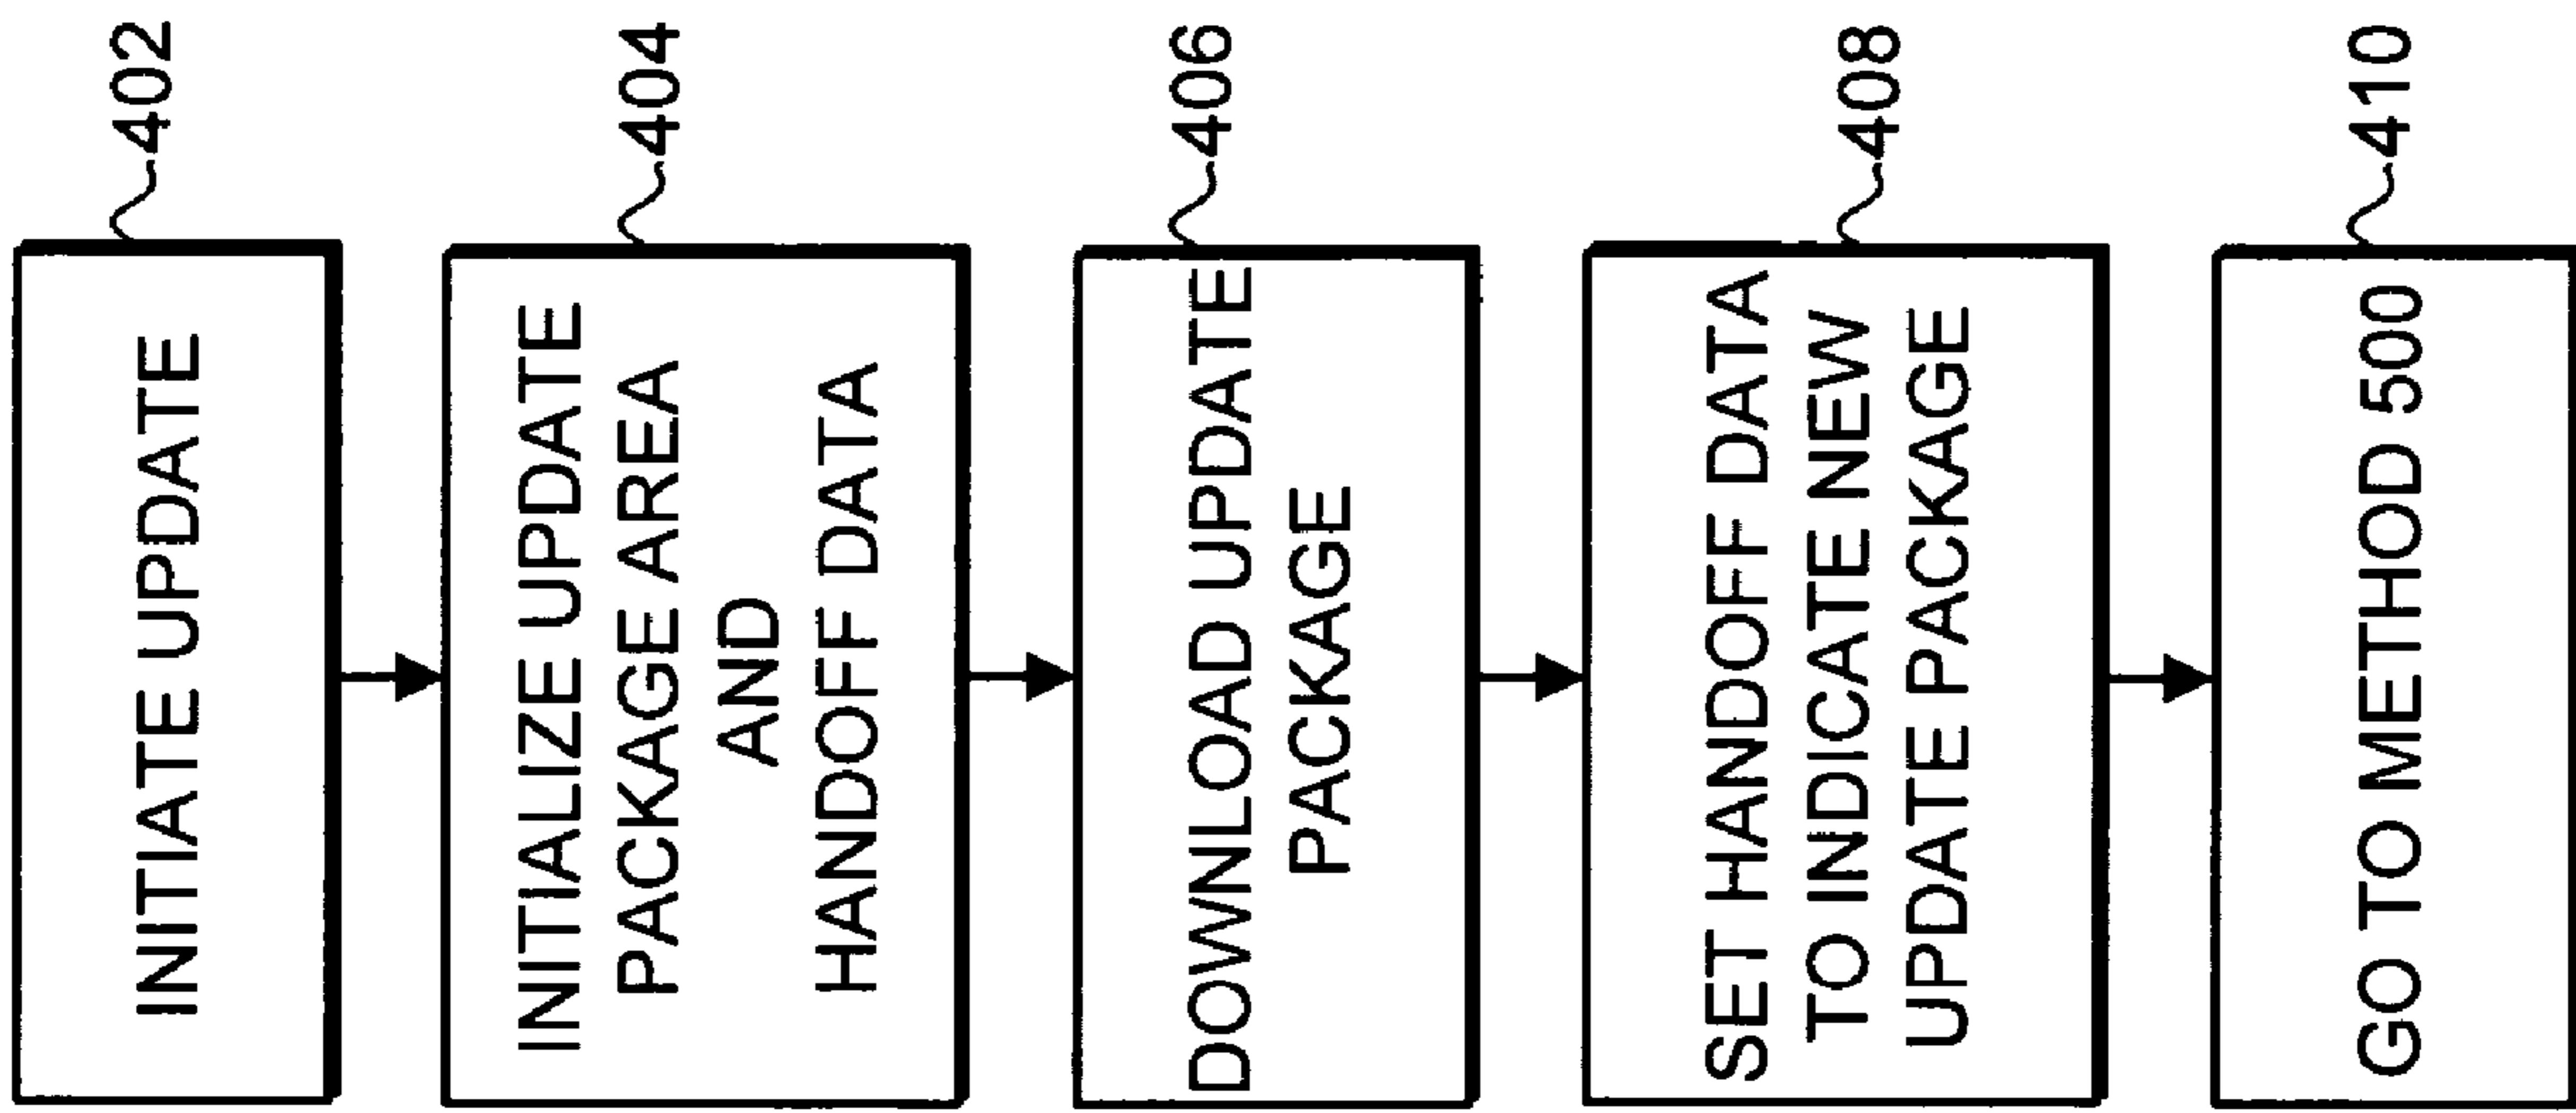 INITIATE UPDATE
402
INITIALIZE UPDATE
PACKAGE AREA
AND
HANDOFF DATA
404
DOWNLOAD UPDATE
PACKAGE
406
SET HANDOFF DATA
TO INDICATE NEW
UPDATE PACKAGE
408
GO TO METHOD 500
410